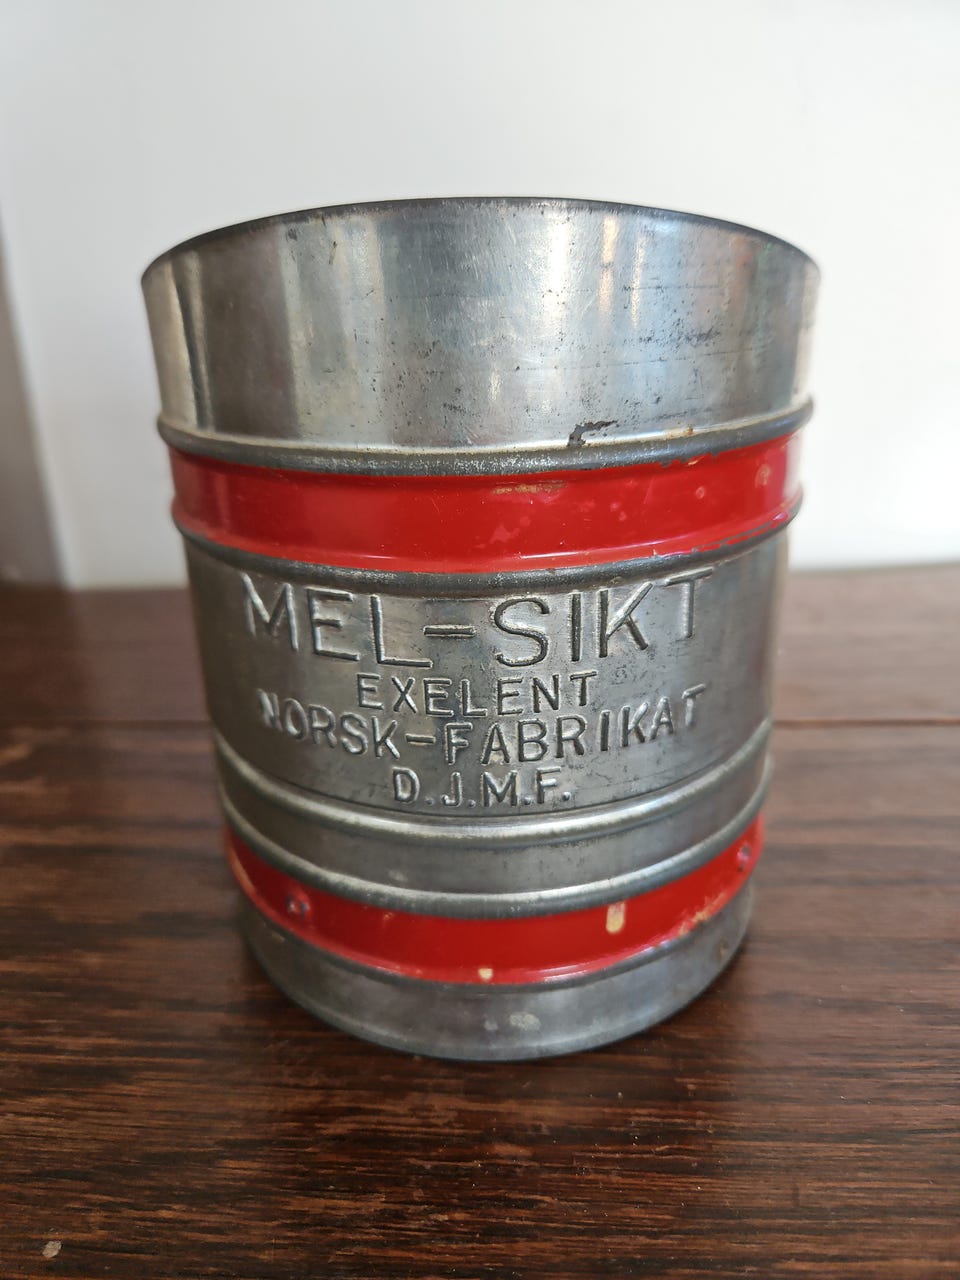 MEL-SIKT
EXELENT
NORSK-FABRIKAT
D.J.M.F.